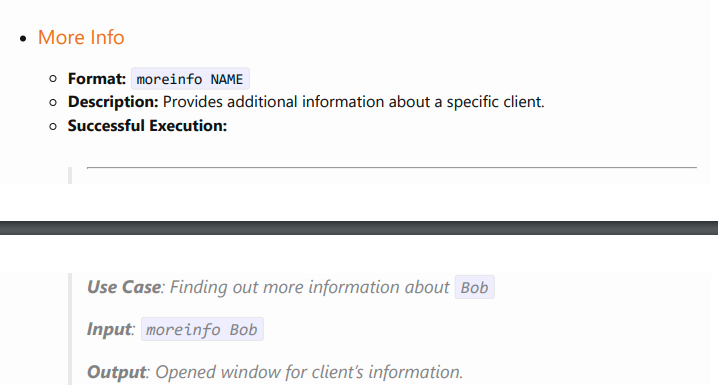 More Info
Format: moreinfo NAME
Description: Provides additional information about a specific client.
Successful Execution:
Use Case: Finding out more information about Bob
Input: moreinfo Bob
Output: Opened window for client's information.